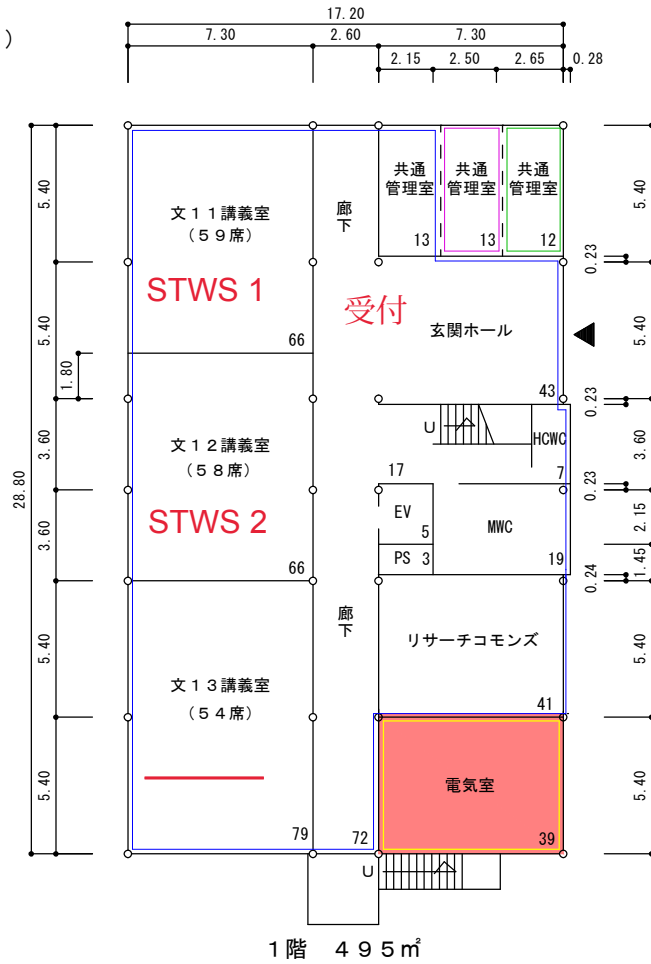 )
17.20
7.30
2.60
7.30
2.15
2.50
2.65
0.28
28.80
5.40
5.40
1.80
3.60
3.60
5.40
5.40
文11講義室
(59席)
STWS 1
66
廊下
共通
管理室
13
共通
管理室
13
共通
管理室
12
受付
玄関ホール
43
文12講義室
(58席)
STWS 2
66
U
HCWC
7
17
EV
5
PS 3
MWC
19
廊下
リサーチコモンズ
41
文13講義室
(54席)
79
72
電気室
39
U
5.40
0.23
5.40
0.23
3.60
0.23
2.15
1.45
0.24
5.40
5.40
1階 495㎡